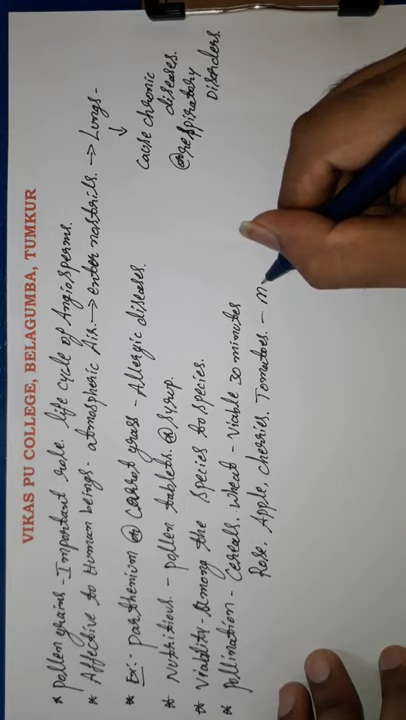 VIKAS PU COLLEGE, BELAGUMBA, TUMKUR
* Pollen grains - Important role life cycle of Angiosperms.
* Affective to Human beings - atmospheric Air. → enter nostorils. → Lungs -
↓
Cause chronic
diseases.
@ respiratory
Disorders.
* Ex:- parthenium @ Carrot grass - Allergic diseases.
* Nutritious. - pollen tablets. @ Syrup.
* Viablity - Among the species to species.
* pollination - Cereals. wheat - Viable 30 minutes
Rose. Apple, cherries. Tomatoes. - m